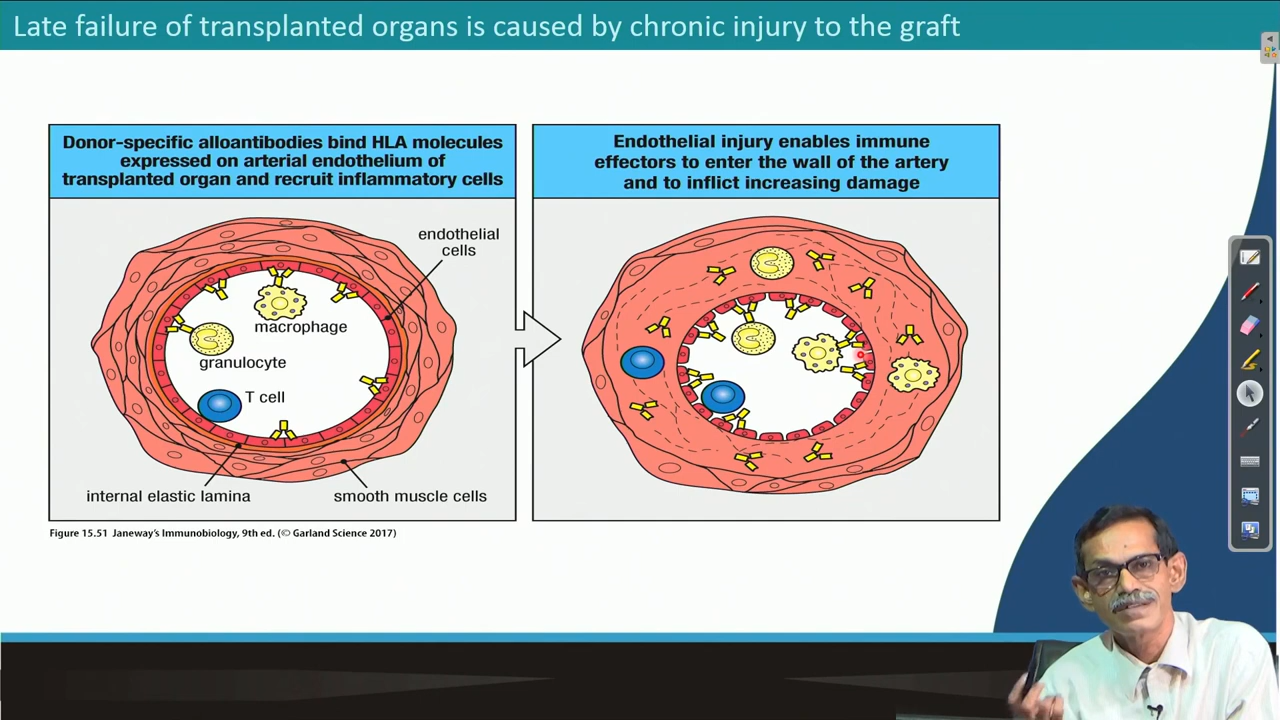 Late failure of transplanted organs is caused by chronic injury to the graft
Donor-specific alloantibodies bind HLA molecules
expressed on arterial endothelium of
transplanted organ and recruit inflammatory cells
endothelial
cells
macrophage
granulocyte
T cell
internal elastic lamina
smooth muscle cells
Endothelial injury enables immune
effectors to enter the wall of the artery
and to inflict increasing damage
Figure 15.51 Janeway's Immunobiology, 9th ed. (© Garland Science 2017)